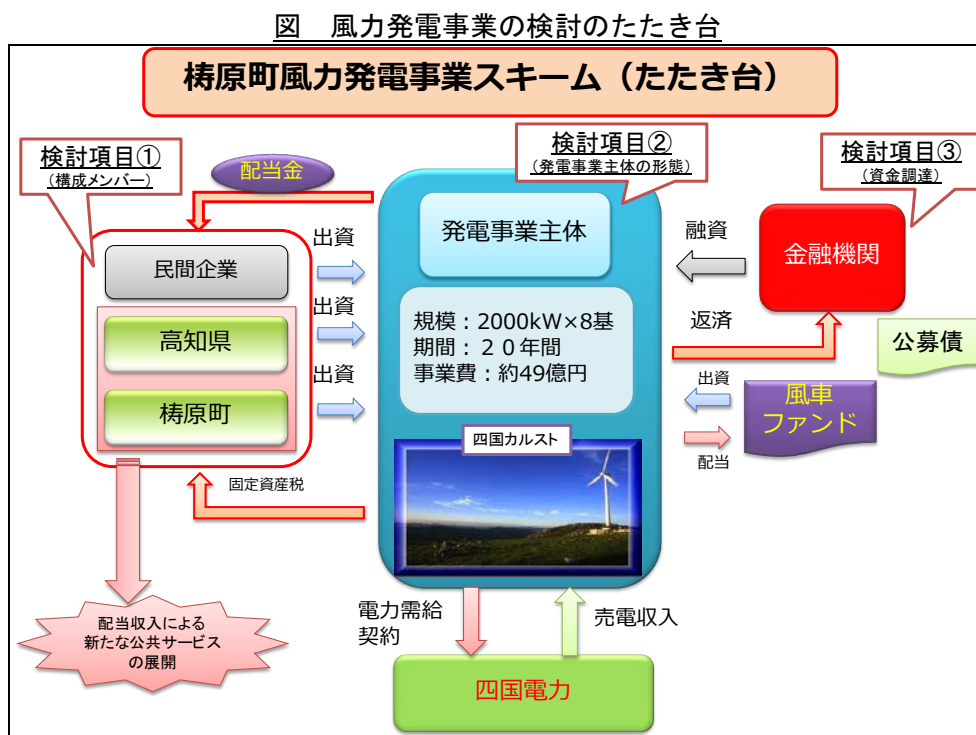 図　風力発電事業の検討のたたき台
梼原町風力発電事業スキーム（たたき台）
検討項目①
（構成メンバー）
配当金
検討項目②
（発電事業主体の形態）
検討項目③
（資金調達）
民間企業
高知県
梼原町
出資
出資
出資
発電事業主体
規模：2000kW×8基
期間：２０年間
事業費：約49億円
融資
返済
金融機関
公募債
出資
配当
風車
ファンド
四国カルスト
固定資産税
配当収入による
新たな公共サービス
の展開
電力需給
契約
売電収入
四国電力